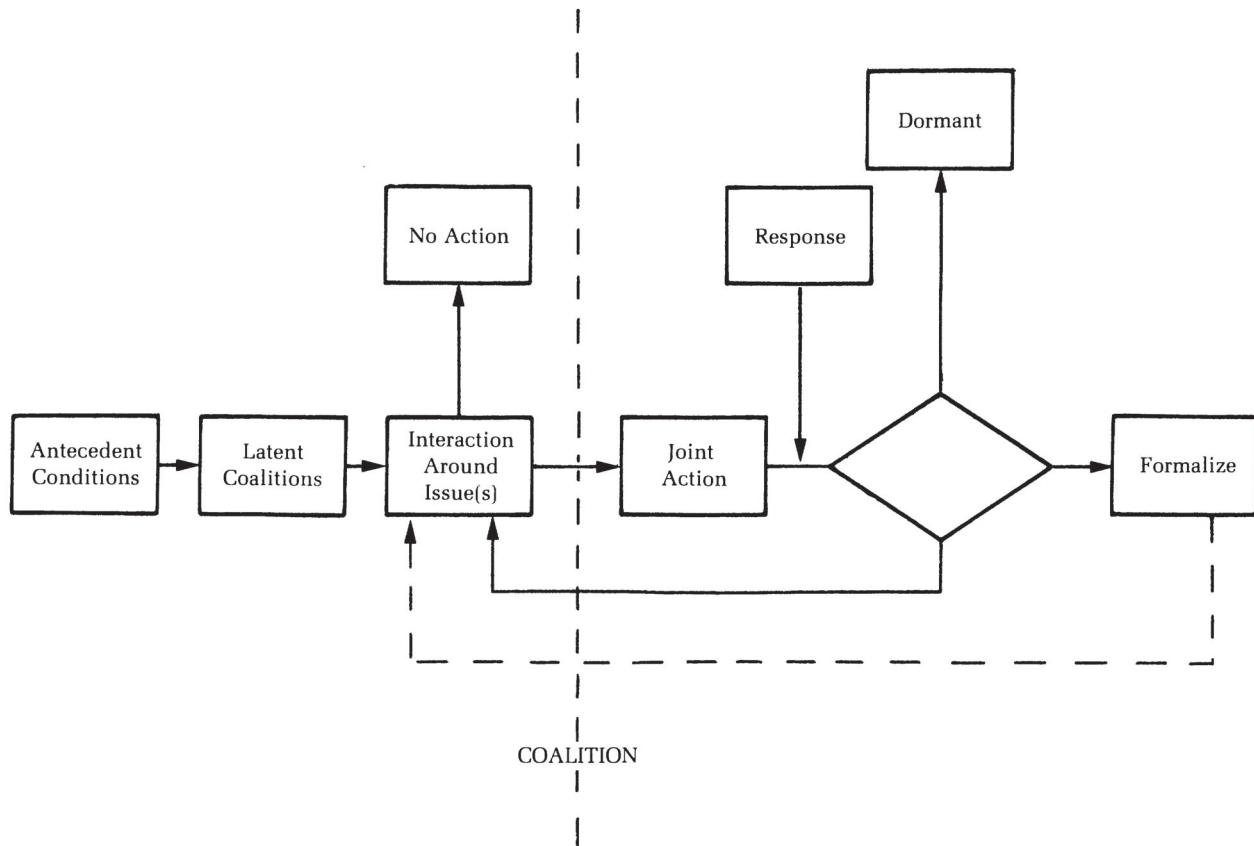 Dormant
No Action
Response
Antecedent
Conditions
Latent
Coalitions
Interaction
Around
Issue(s)
Joint
Action
Formalize
COALITION